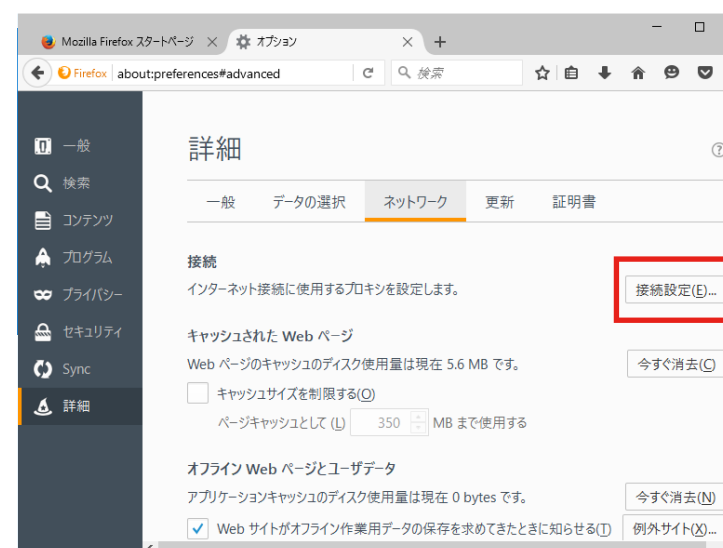 Mozilla Firefox スタートページ
オプション
Firefox about:preferences#advanced
検索
一般
検索
コンテンツ
プログラム
プライバシー
セキュリティ
Sync
詳細
詳細
一般 データの選択 ネットワーク 更新 証明書
接続
インターネット接続に使用するプロキシを設定します。
接続設定(E)...
キャッシュされた Web ページ
Web ページのキャッシュのディスク使用量は現在 5.6 MB です。
今すぐ消去(C)
キャッシュサイズを制限する(O)
ページキャッシュとして (L) 350 MB まで使用する
オフライン Web ページとユーザデータ
アプリケーションキャッシュのディスク使用量は現在 0 bytes です。
今すぐ消去(N)
Web サイトがオフライン作業用データの保存を求めてきたときに知らせる(T)
例外サイト(X)...